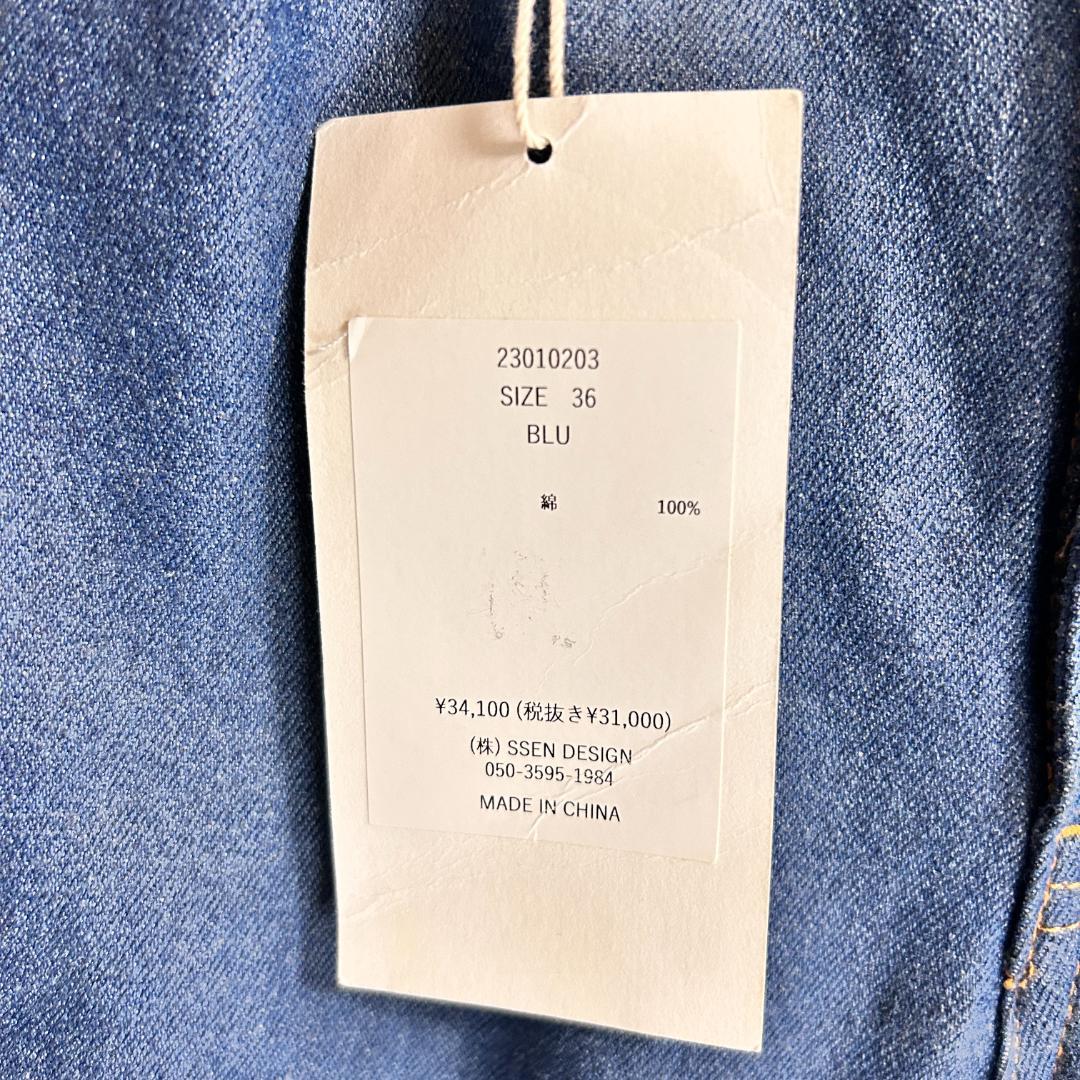 23010203
SIZE 36
BLU
綿 100%
¥34,100 (税抜き¥31,000)
(株) SSEN DESIGN
050-3595-1984
MADE IN CHINA